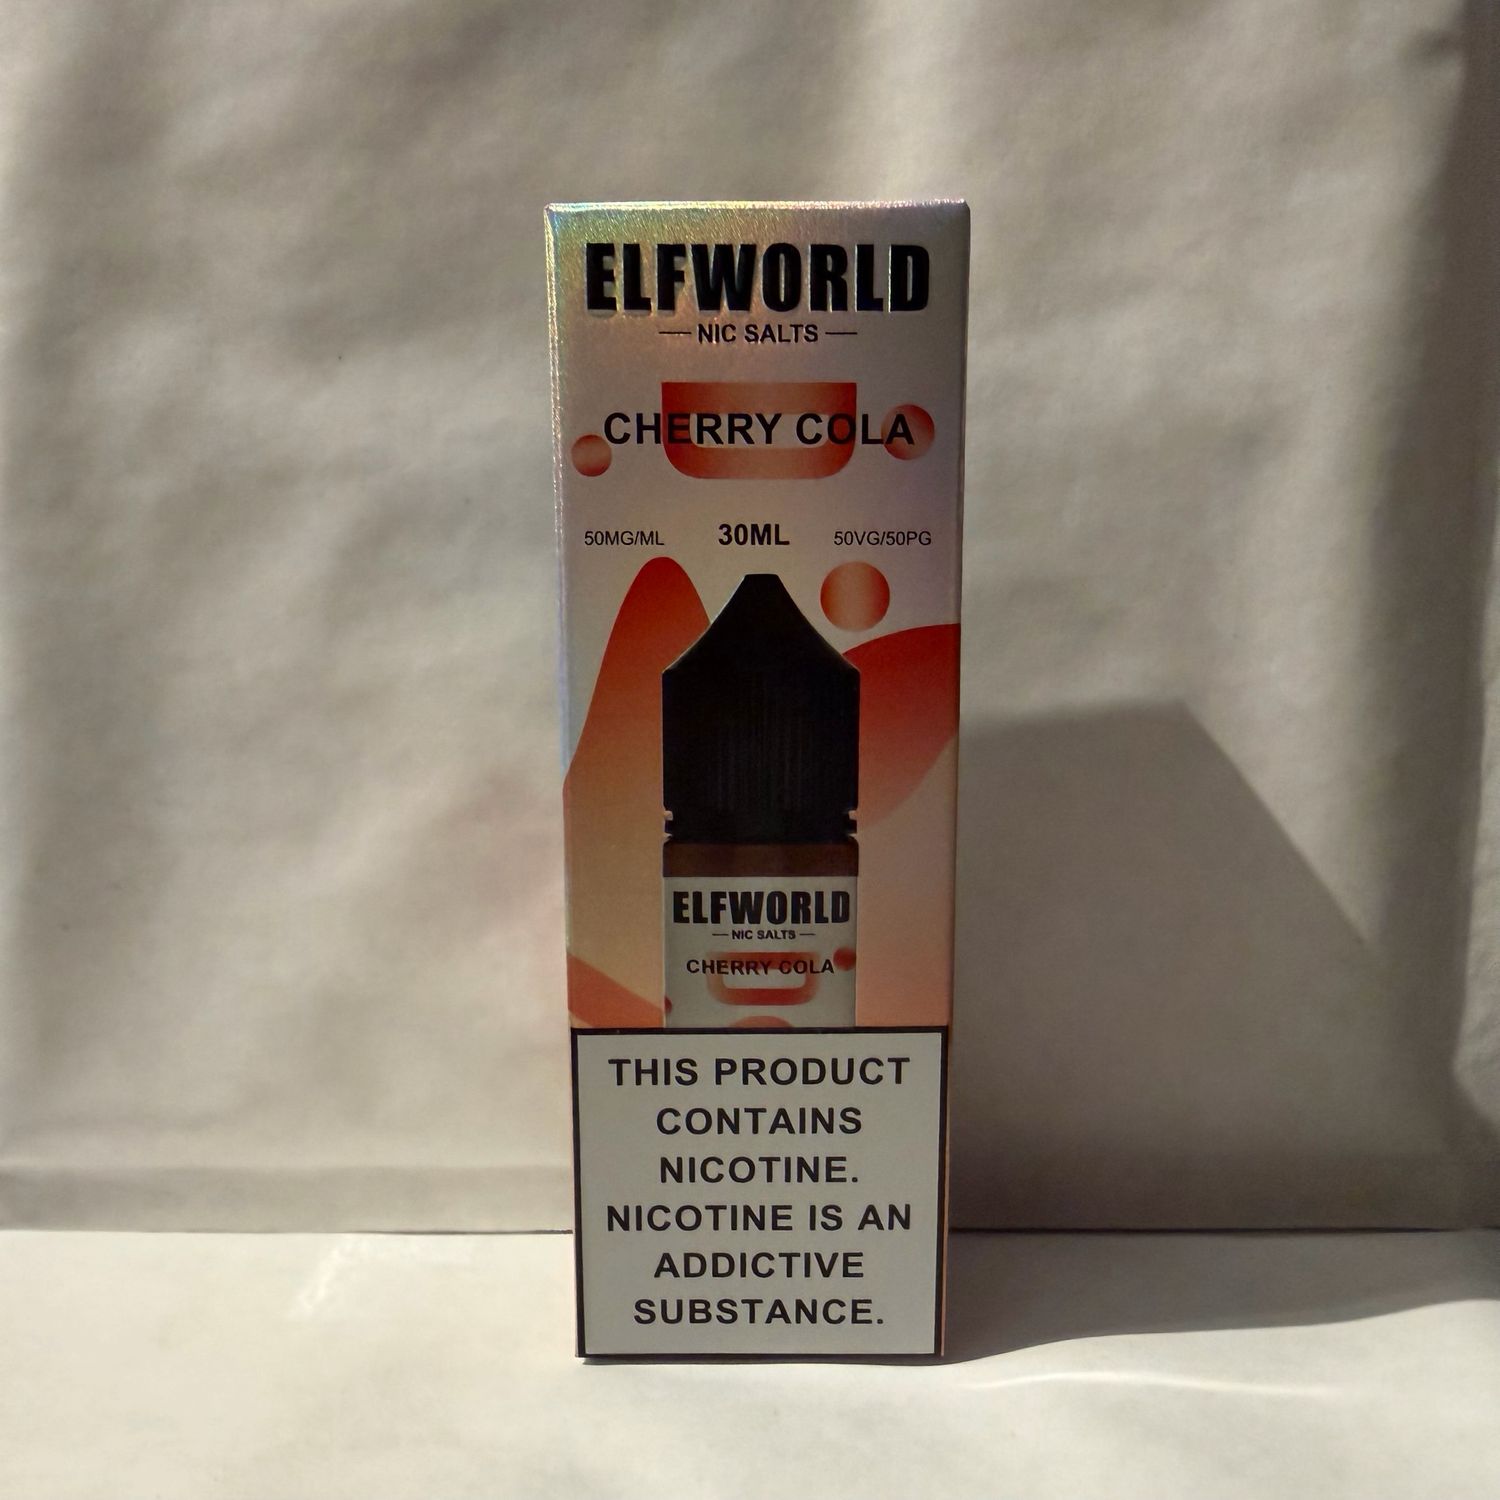 ELFWORLD
NIC SALTS
CHERRY COLA
50MG/ML 30ML 50VG/50PG
ELFWORLD
NIC SALTS
CHERRY COLA
THIS PRODUCT
CONTAINS
NICOTINE.
NICOTINE IS AN
ADDICTIVE
SUBSTANCE.